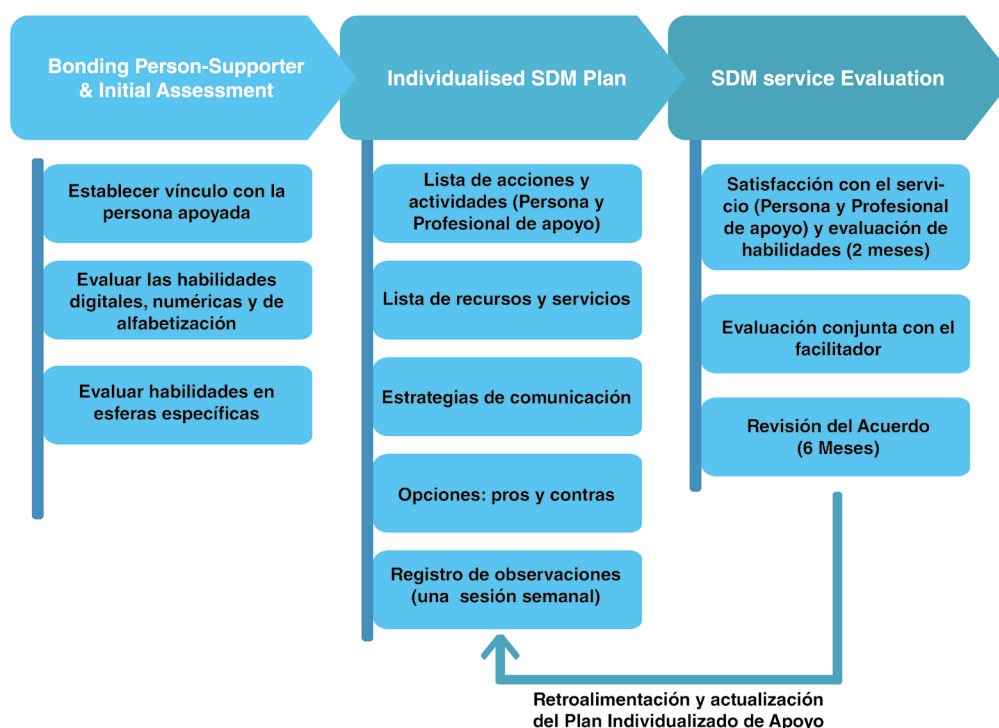 Bonding Person-Supporter
& Initial Assessment
Individualised SDM Plan
SDM service Evaluation
Establecer vínculo con la
persona apoyada
Evaluar las habilidades
digitales, numéricas y de
alfabetización
Evaluar habilidades en
esferas específicas
Lista de acciones y
actividades (Persona y
Profesional de apoyo)
Lista de recursos y servicios
Estrategias de comunicación
Opciones: pros y contras
Registro de observaciones
(una sesión semanal)
Satisfacción con el servi-
cio (Persona y Profesional
de apoyo) y evaluación de
habilidades (2 meses)
Evaluación conjunta con el
facilitador
Revisión del Acuerdo
(6 Meses)
Retroalimentación y actualización
del Plan Individualizado de Apoyo